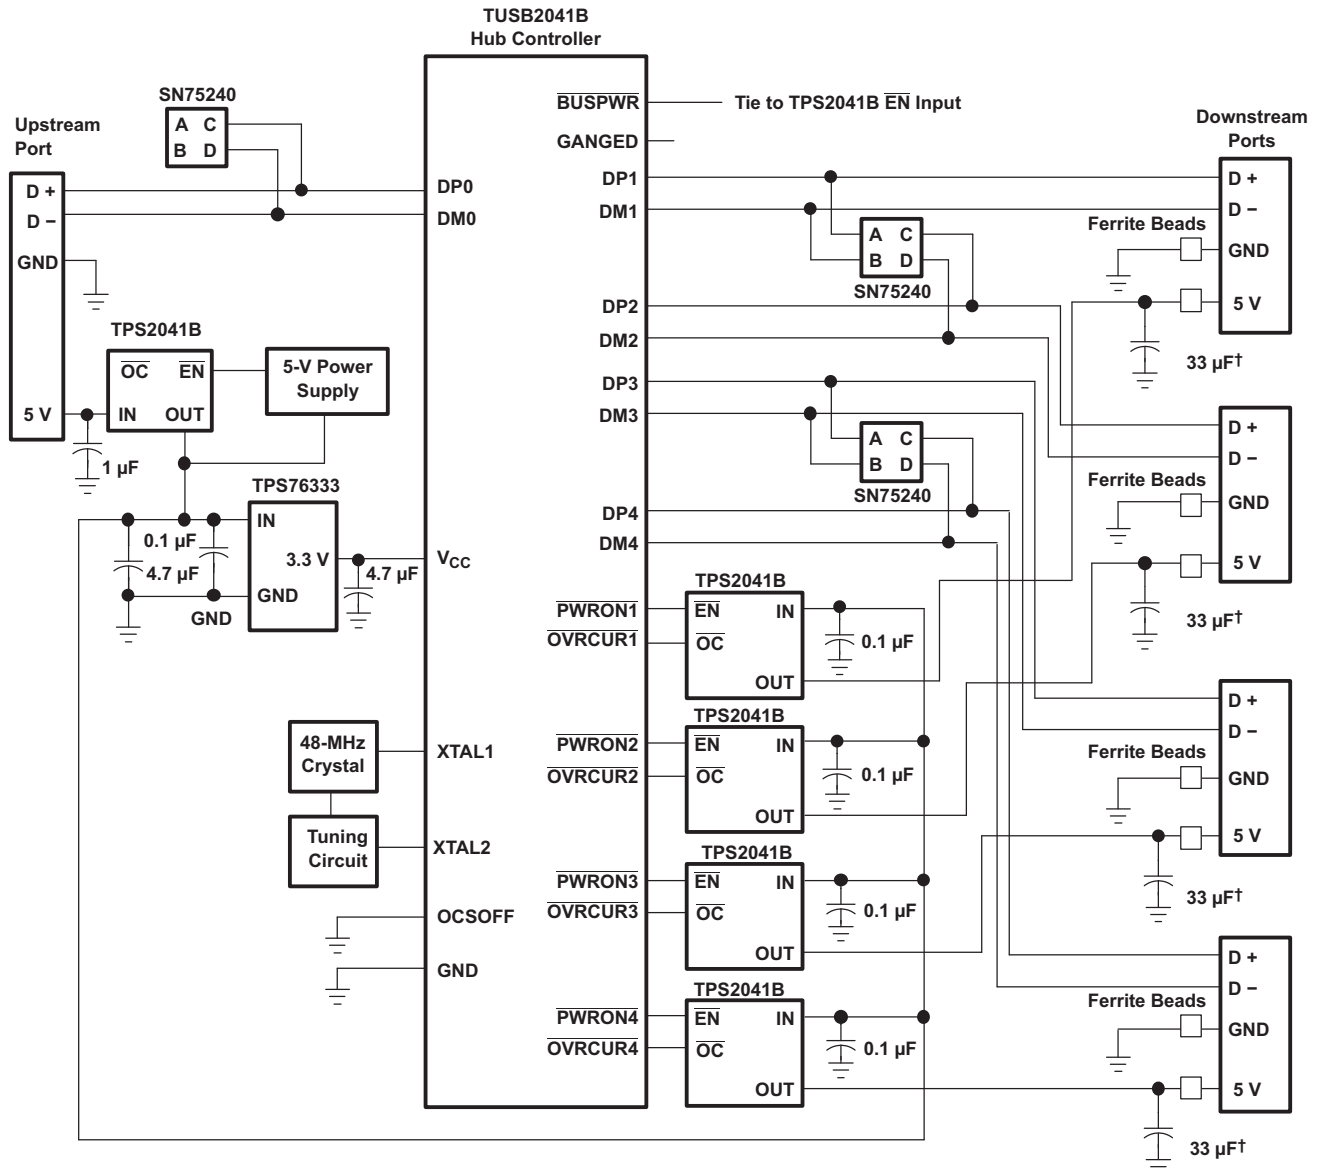 TUSB2041B
Hub Controller
SN75240
A C
B D
Upstream
Port
D +
D −
GND
5 V
DP0
DM0
BUSPWR
Tie to TPS2041B EN Input
GANGED
DP1
DM1
A C
B D
SN75240
DP2
DM2
DP3
DM3
A C
B D
SN75240
DP4
DM4
Downstream
Ports
D +
D −
Ferrite Beads
GND
5 V
33 µF†
D +
D −
Ferrite Beads
GND
5 V
33 µF†
D +
D −
Ferrite Beads
GND
5 V
33 µF†
D +
D −
Ferrite Beads
GND
5 V
33 µF†
TPS2041B
OC EN
IN OUT
5-V Power
Supply
1 µF
TPS76333
IN
3.3 V
GND
0.1 µF
4.7 µF
GND
4.7 µF
VCC
48-MHz
Crystal
XTAL1
Tuning
Circuit
XTAL2
OCSOFF
GND
PWRON1
OVRCUR1
TPS2041B
EN IN
OC
OUT
0.1 µF
PWRON2
OVRCUR2
TPS2041B
EN IN
OC
OUT
0.1 µF
PWRON3
OVRCUR3
TPS2041B
EN IN
OC
OUT
0.1 µF
PWRON4
OVRCUR4
TPS2041B
EN IN
OC
OUT
0.1 µF